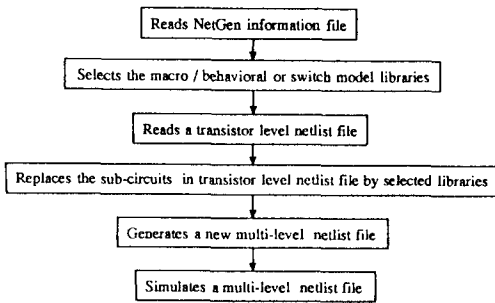 Reads NetGen information file
Selects the macro / behavioral or switch model libraries
Reads a transistor level netlist file
Replaces the sub-circuits in transistor level netlist file by selected libraries
Generates a new multi-level netlist file
Simulates a multi-level netlist file